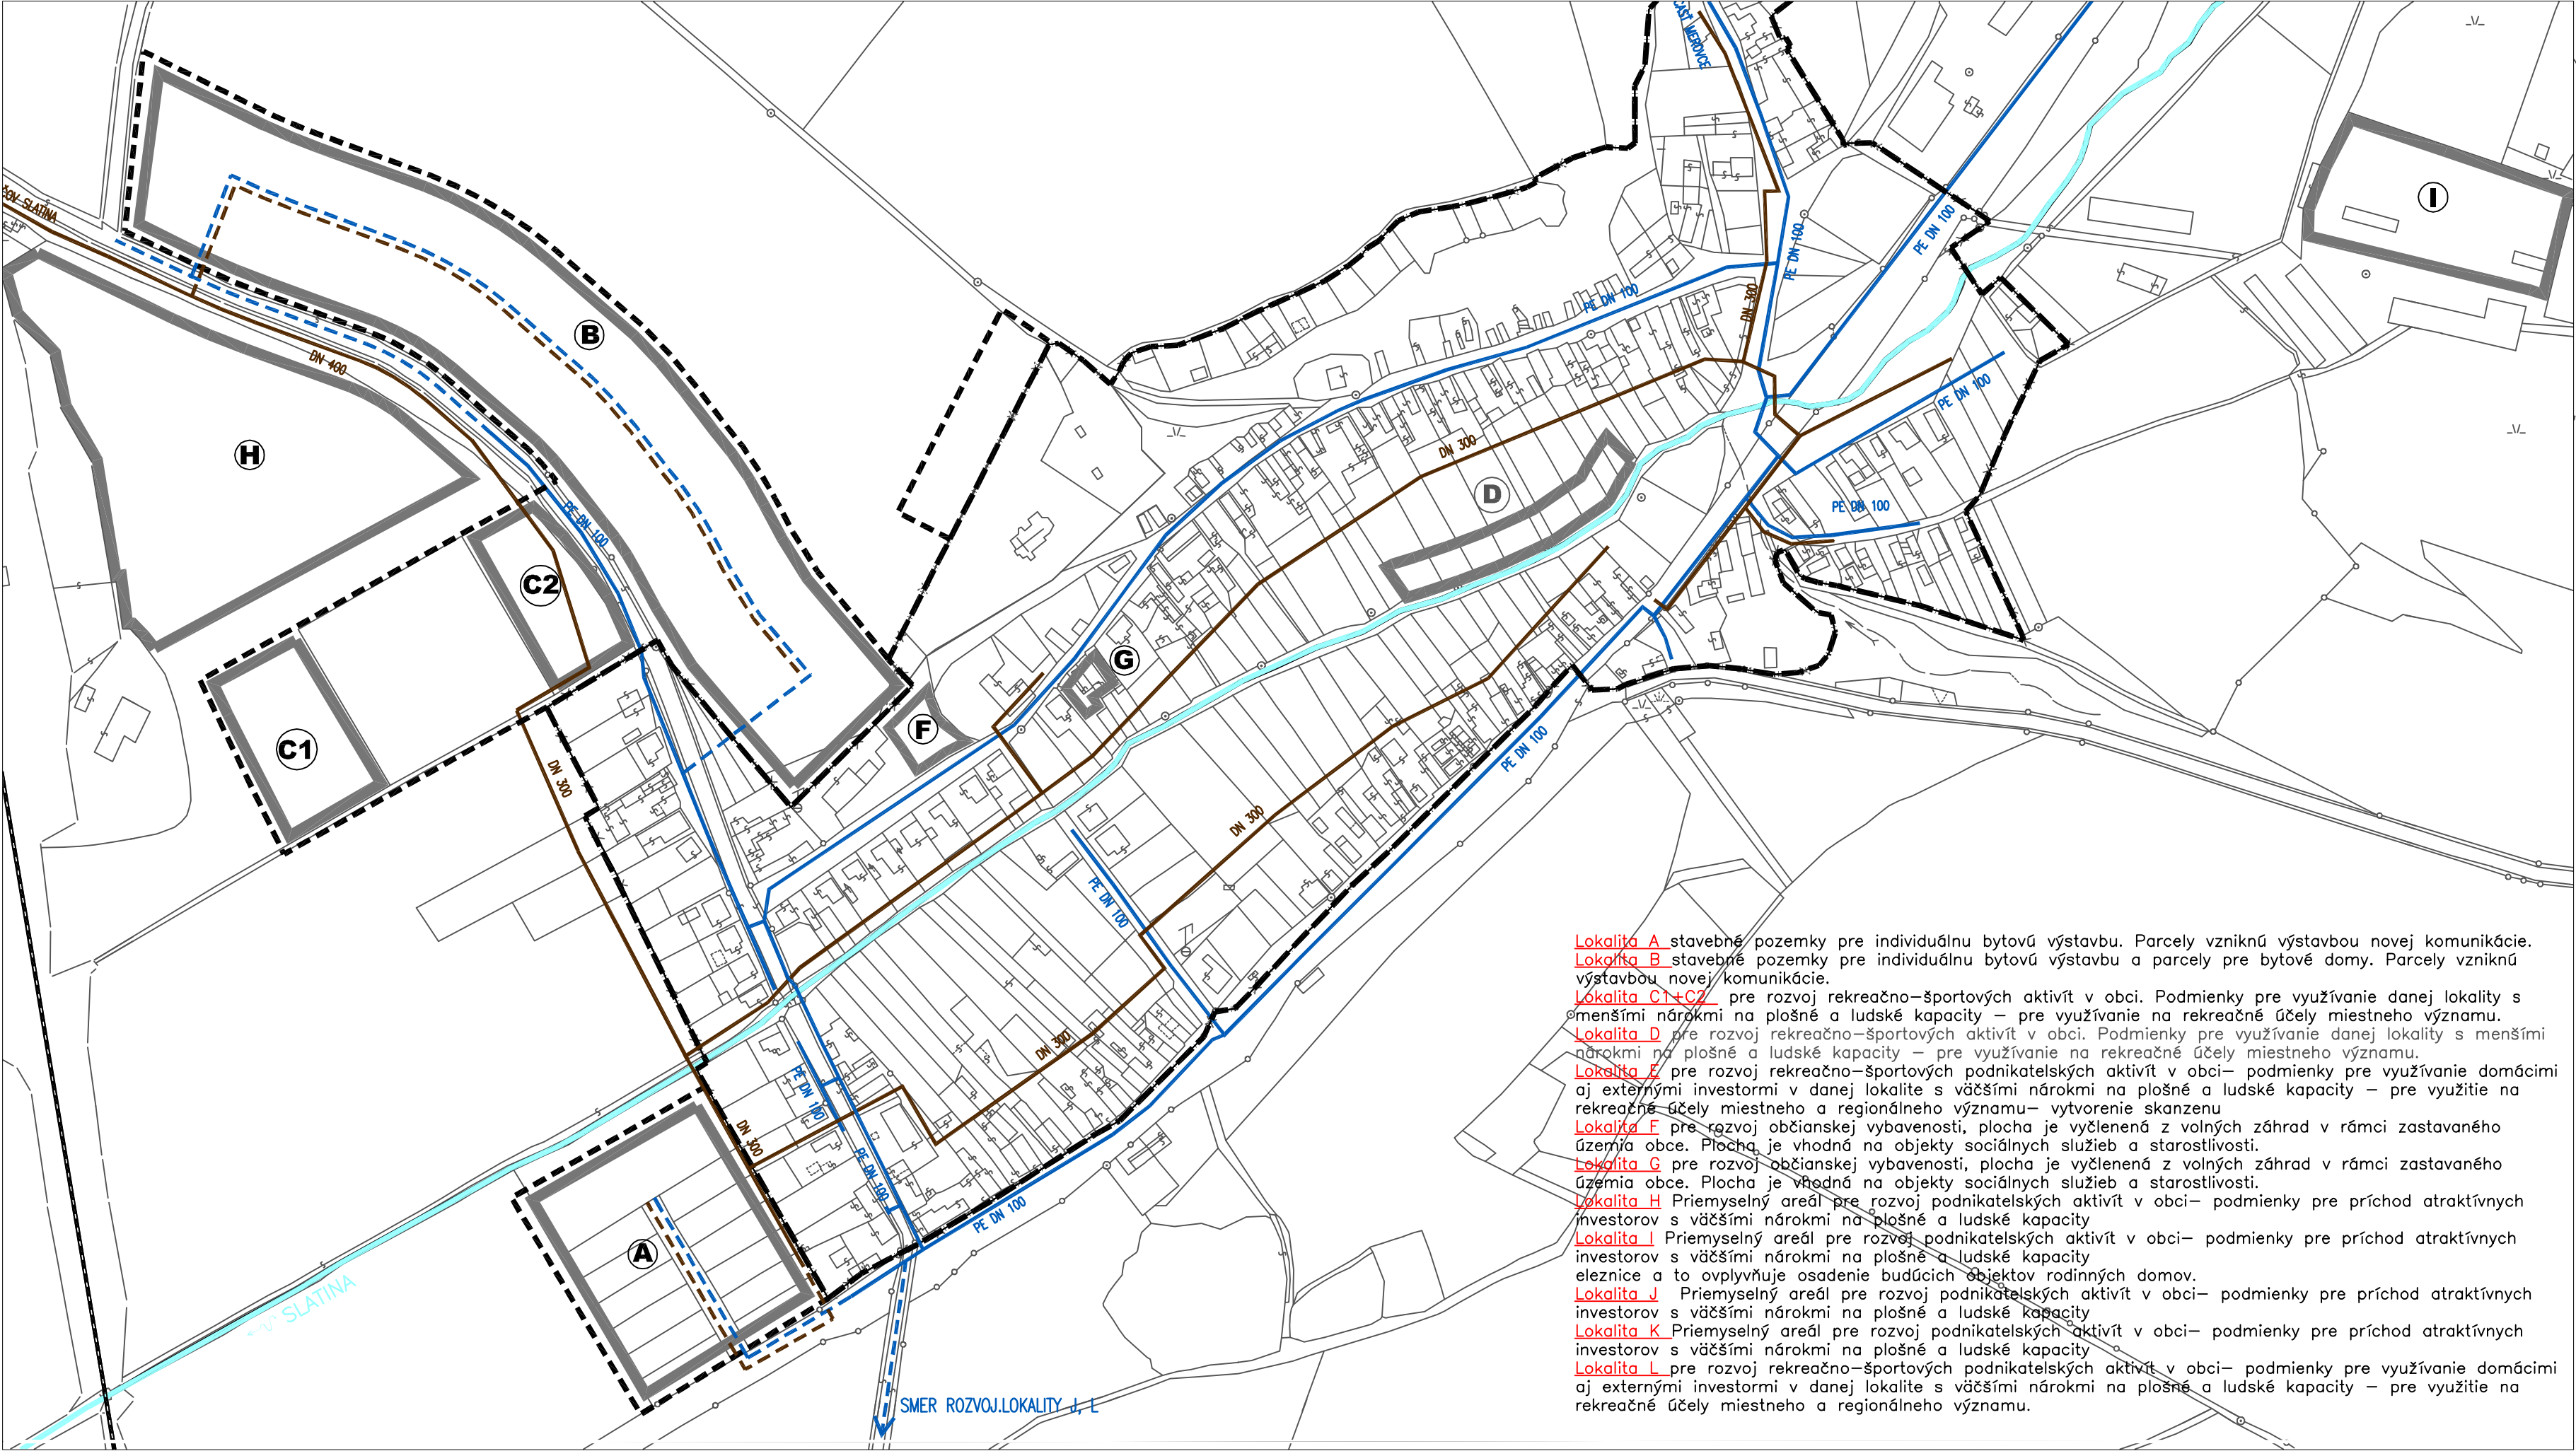 ČASŤ MEROVCE
ČOV SLATINA
I
PE DN 100
PE DN 100
PE DN 100
DN 300
B
DN 400
PE DN 100
H
DN 300
D
PE DN 100
PE DN 100
C2
G
F
C1
DN 300
PE DN 100
DN 300
PE DN 100
DN 300
PE DN 100
DN 300
PE DN 100
PE DN 100
A
SLATINA
SMER ROZVOJ.LOKALITY J, L
Lokalita A stavebné pozemky pre individuálnu bytovú výstavbu. Parcely vzniknú výstavbou novej komunikácie.
Lokalita B stavebné pozemky pre individuálnu bytovú výstavbu a parcely pre bytové domy. Parcely vzniknú
výstavbou novej komunikácie.
Lokalita C1+C2 pre rozvoj rekreačno-športových aktivít v obci. Podmienky pre využívanie danej lokality s
menšími nárokmi na plošné a ludské kapacity - pre využívanie na rekreačné účely miestneho významu.
Lokalita D pre rozvoj rekreačno-športových aktivít v obci. Podmienky pre využívanie danej lokality s menšími
nárokmi na plošné a ludské kapacity - pre využívanie na rekreačné účely miestneho významu.
Lokalita E pre rozvoj rekreačno-športových podnikatelských aktivít v obci- podmienky pre využívanie domácimi
aj externými investormi v danej lokalite s väčšími nárokmi na plošné a ludské kapacity - pre využitie na
rekreačné účely miestneho a regionálneho významu- vytvorenie skanzenu
Lokalita F pre rozvoj občianskej vybavenosti, plocha je vyčlenená z volných záhrad v rámci zastavaného
územia obce. Plocha je vhodná na objekty sociálnych služieb a starostlivosti.
Lokalita G pre rozvoj občianskej vybavenosti, plocha je vyčlenená z volných záhrad v rámci zastavaného
územia obce. Plocha je vhodná na objekty sociálnych služieb a starostlivosti.
Lokalita H Priemyselný areál pre rozvoj podnikatelských aktivít v obci- podmienky pre príchod atraktívnych
investorov s väčšími nárokmi na plošné a ludské kapacity
Lokalita I Priemyselný areál pre rozvoj podnikatelských aktivít v obci- podmienky pre príchod atraktívnych
investorov s väčšími nárokmi na plošné a ludské kapacity
eleznice a to ovplyvňuje osadenie budúcich objektov rodinných domov.
Lokalita J Priemyselný areál pre rozvoj podnikatelských aktivít v obci- podmienky pre príchod atraktívnych
investorov s väčšími nárokmi na plošné a ludské kapacity
Lokalita K Priemyselný areál pre rozvoj podnikatelských aktivít v obci- podmienky pre príchod atraktívnych
investorov s väčšími nárokmi na plošné a ludské kapacity
Lokalita L pre rozvoj rekreačno-športových podnikatelských aktivít v obci- podmienky pre využívanie domácimi
aj externými investormi v danej lokalite s väčšími nárokmi na plošné a ludské kapacity - pre využitie na
rekreačné účely miestneho a regionálneho významu.